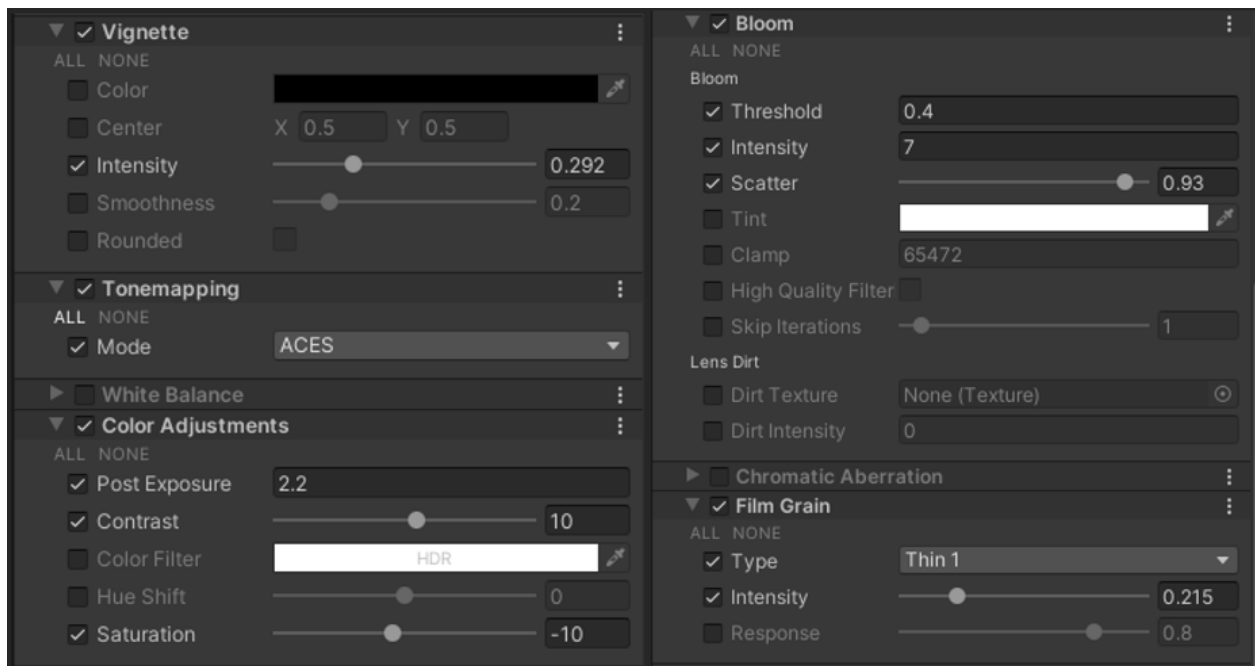 Vignette
ALL NONE
Color
Center X 0.5 Y 0.5
Intensity 0.292
Smoothness 0.2
Rounded
Tonemapping
ALL NONE
Mode ACES
White Balance
Color Adjustments
ALL NONE
Post Exposure 2.2
Contrast 10
Color Filter HDR
Hue Shift 0
Saturation -10
Bloom
ALL NONE
Bloom
Threshold 0.4
Intensity 7
Scatter 0.93
Tint
Clamp 65472
High Quality Filter
Skip Iterations 1
Lens Dirt
Dirt Texture None (Texture)
Dirt Intensity 0
Chromatic Aberration
Film Grain
ALL NONE
Type Thin 1
Intensity 0.215
Response 0.8